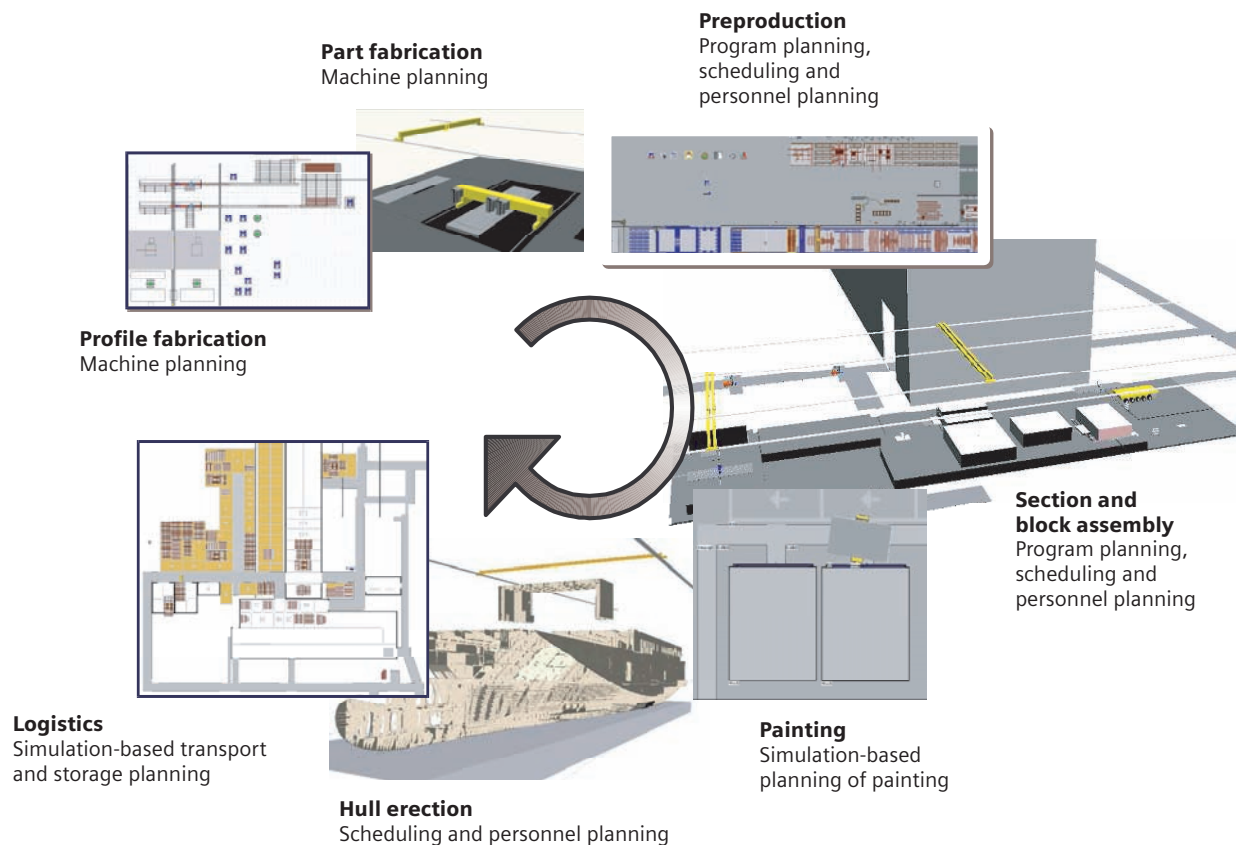 Preproduction
Program planning,
scheduling and
personnel planning
Part fabrication
Machine planning
Profile fabrication
Machine planning
Section and
block assembly
Program planning,
scheduling and
personnel planning
Painting
Simulation-based
planning of painting
Logistics
Simulation-based transport
and storage planning
Hull erection
Scheduling and personnel planning